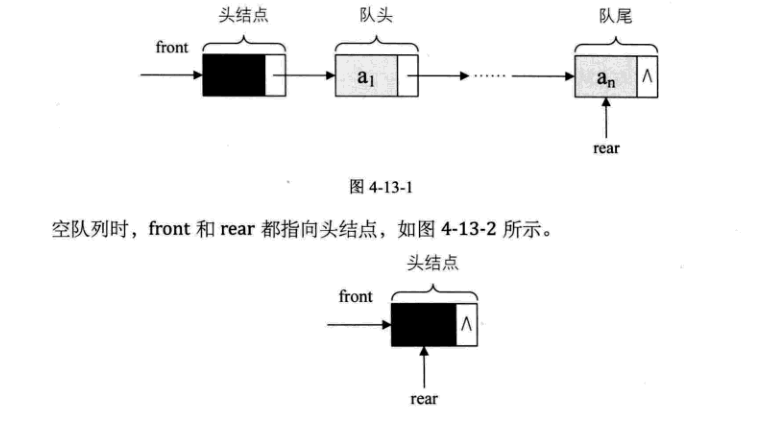 头结点 队头 队尾
front
a1 …… an ∧
rear
图 4-13-1
空队列时，front 和 rear 都指向头结点，如图 4-13-2 所示。
头结点
front
∧
rear